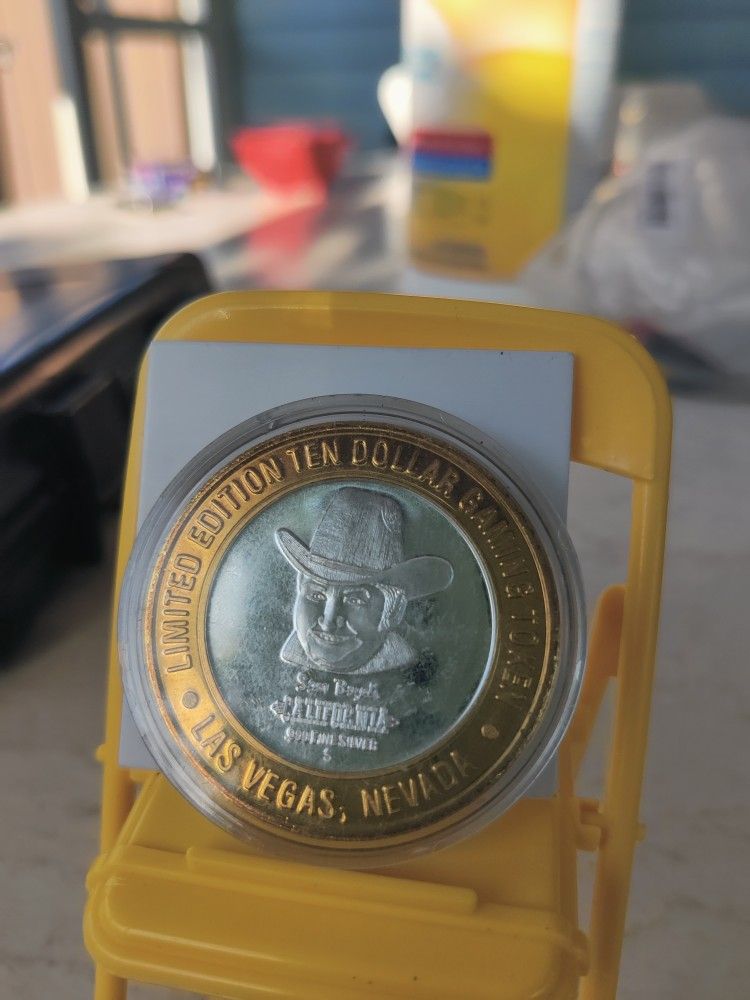 LIMITED EDITION TEN DOLLAR GAMING TOKEN
Sam Boyd's
CALIFORNIA
.999 FINE SILVER
S
LAS VEGAS, NEVADA